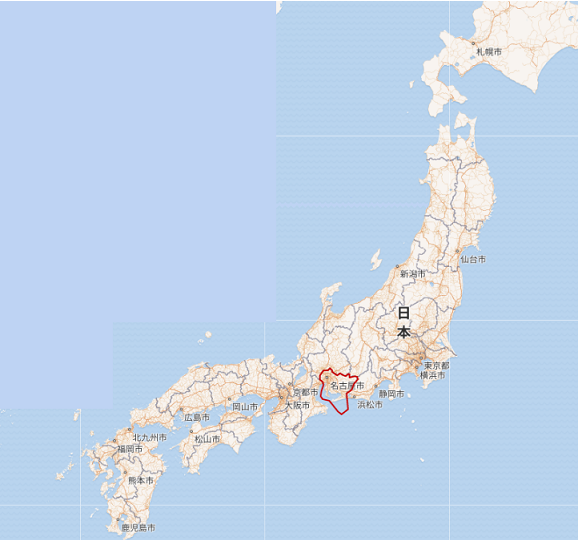 札幌市
仙台市
新潟市
日
本
東京都
横浜市
名古屋市
京都市
静岡市
大阪市
浜松市
岡山市
広島市
北九州市
松山市
福岡市
熊本市
鹿児島市